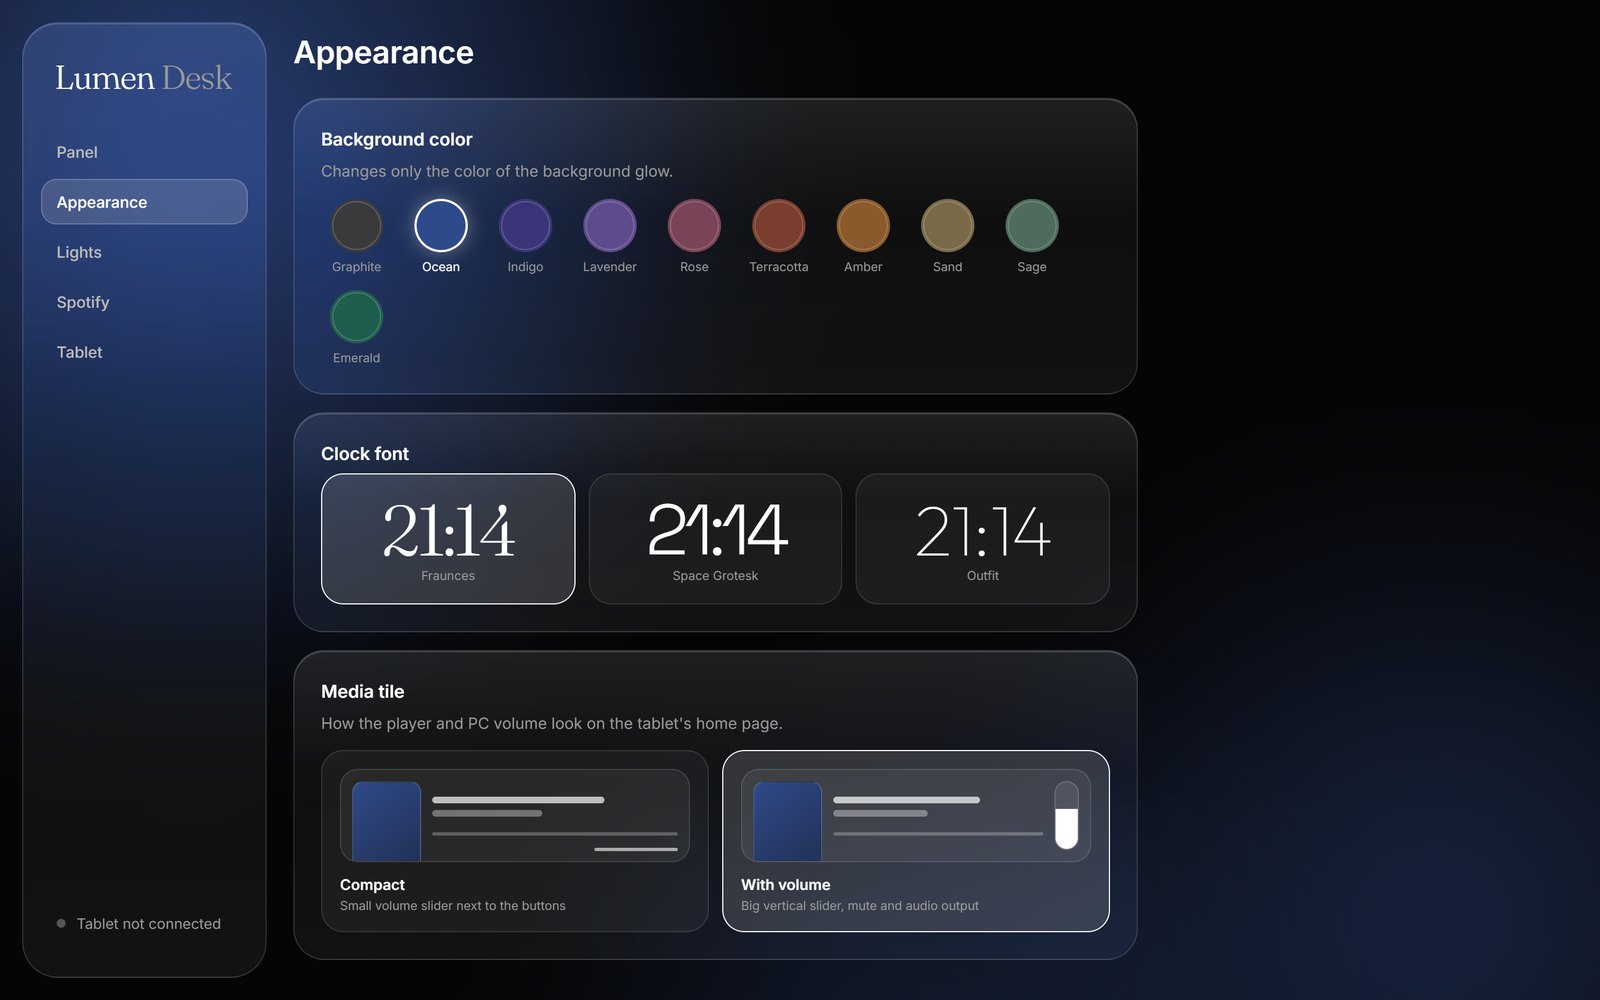 Lumen Desk
Panel
Appearance
Lights
Spotify
Tablet
Tablet not connected
Appearance
Background color
Changes only the color of the background glow.
Graphite
Ocean
Indigo
Lavender
Rose
Terracotta
Amber
Sand
Sage
Emerald
Clock font
21:14
Fraunces
21:14
Space Grotesk
21:14
Outfit
Media tile
How the player and PC volume look on the tablet's home page.
Compact
Small volume slider next to the buttons
With volume
Big vertical slider, mute and audio output